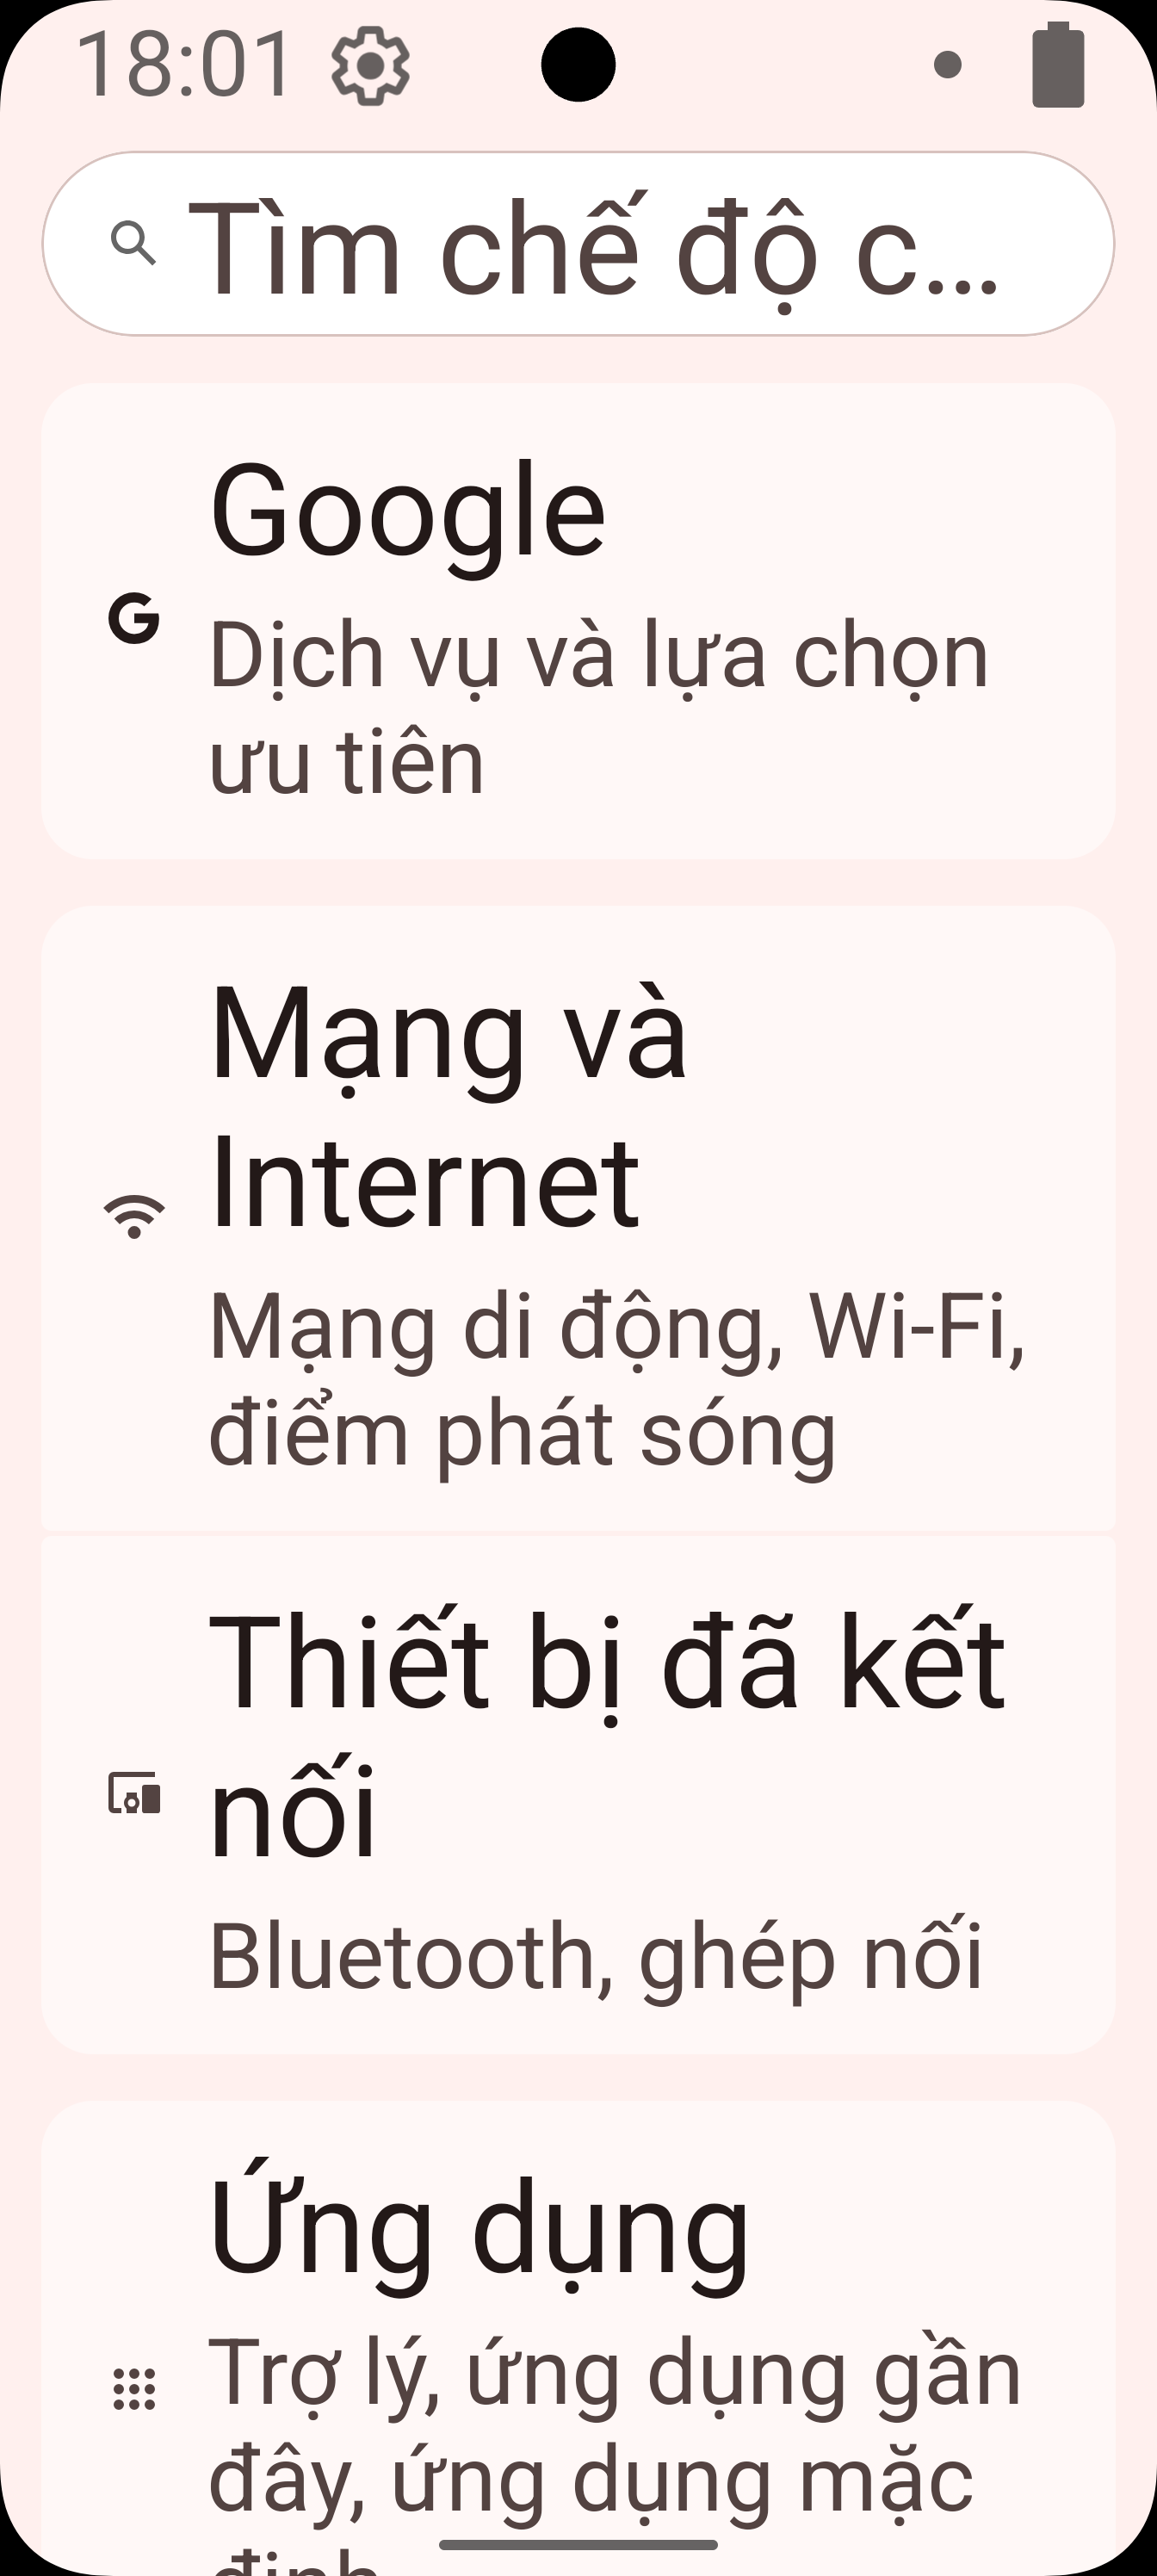 18:01
Tìm chế độ c…
Google
Dịch vụ và lựa chọn
ưu tiên
Mạng và
Internet
Mạng di động, Wi-Fi,
điểm phát sóng
Thiết bị đã kết
nối
Bluetooth, ghép nối
Ứng dụng
Trợ lý, ứng dụng gần
đây, ứng dụng mặc